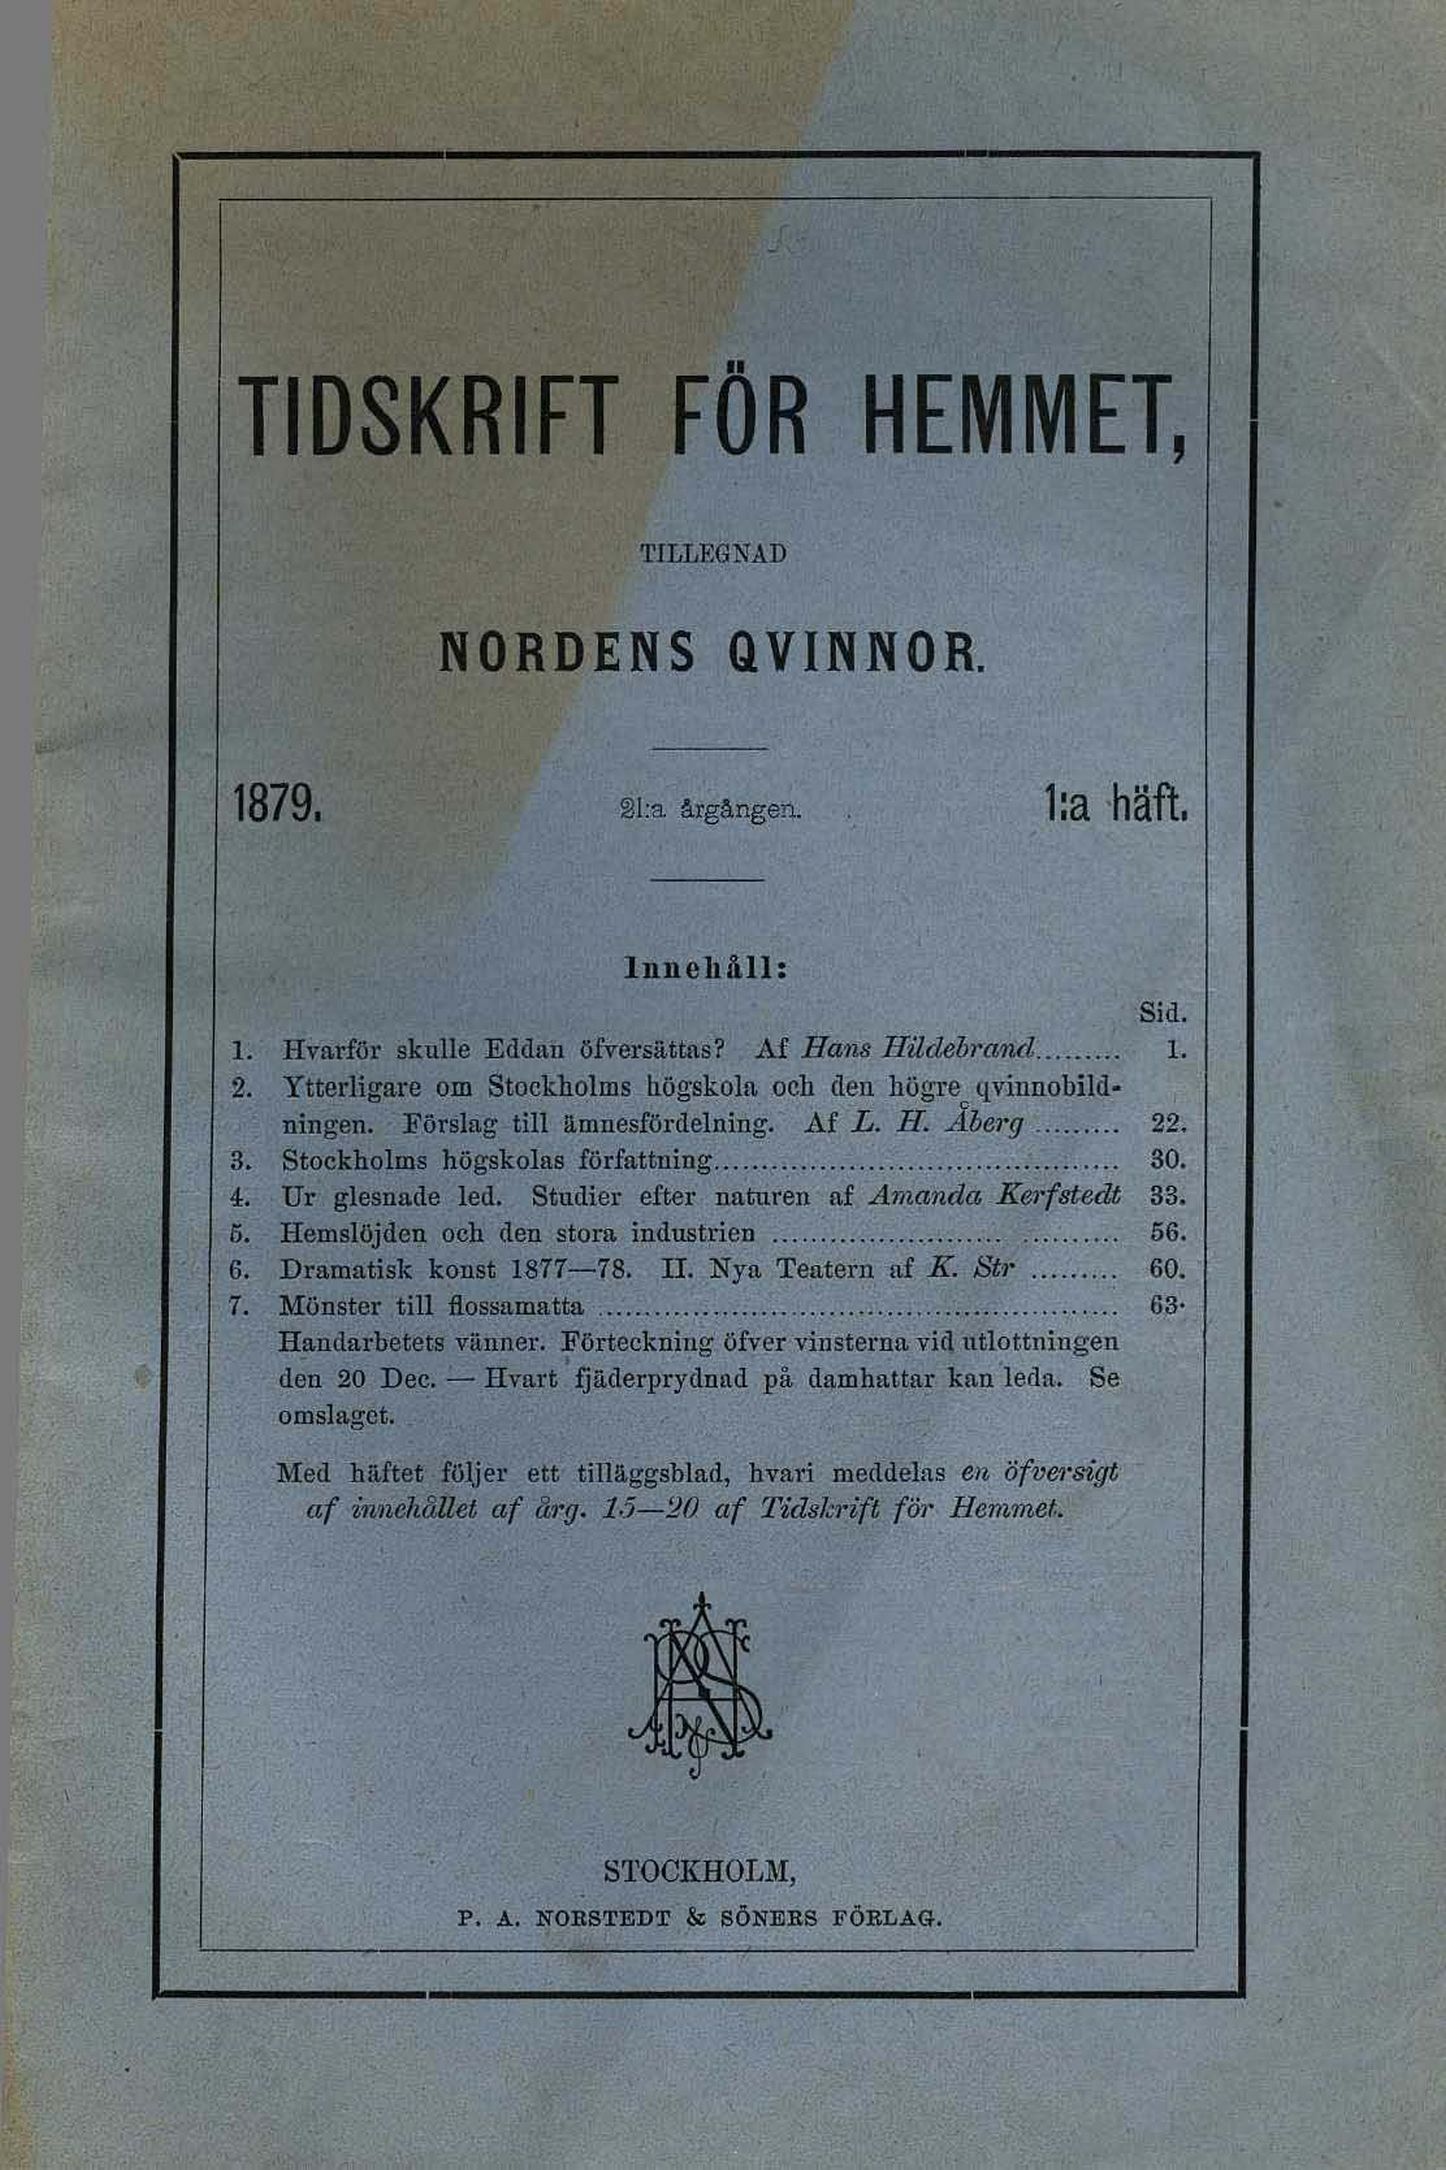 TIDSKRIFT FÖR HEMMET,
TILLEGNAD
NORDENS QVINNOR.
1879. 21:a årgången. 1:a häft.
Innehåll:
Sid.
1. Hvarför skulle Eddan öfversättas? Af Hans Hildebrand......... 1.
2. Ytterligare om Stockholms högskola och den högre qvinnobild-
ningen. Förslag till ämnesfördelning. Af L. H. Åberg ......... 22.
3. Stockholms högskolas författning.......................................... 30.
4. Ur glesnade led. Studier efter naturen af Amanda Kerfstedt 33.
5. Hemslöjden och den stora industrien .................................. 56.
6. Dramatisk konst 1877—78. II. Nya Teatern af K. Str ......... 60.
7. Mönster till flossamatta ..................................................... 63.
Handarbetets vänner. Förteckning öfver vinsterna vid utlottningen
den 20 Dec. — Hvart fjäderprydnad på damhattar kan leda. Se
omslaget.
Med häftet följer ett tilläggsblad, hvari meddelas en öfversigt
af innehållet af årg. 15—20 af Tidskrift för Hemmet.
STOCKHOLM,
P. A. NORSTEDT & SÖNERS FÖRLAG.